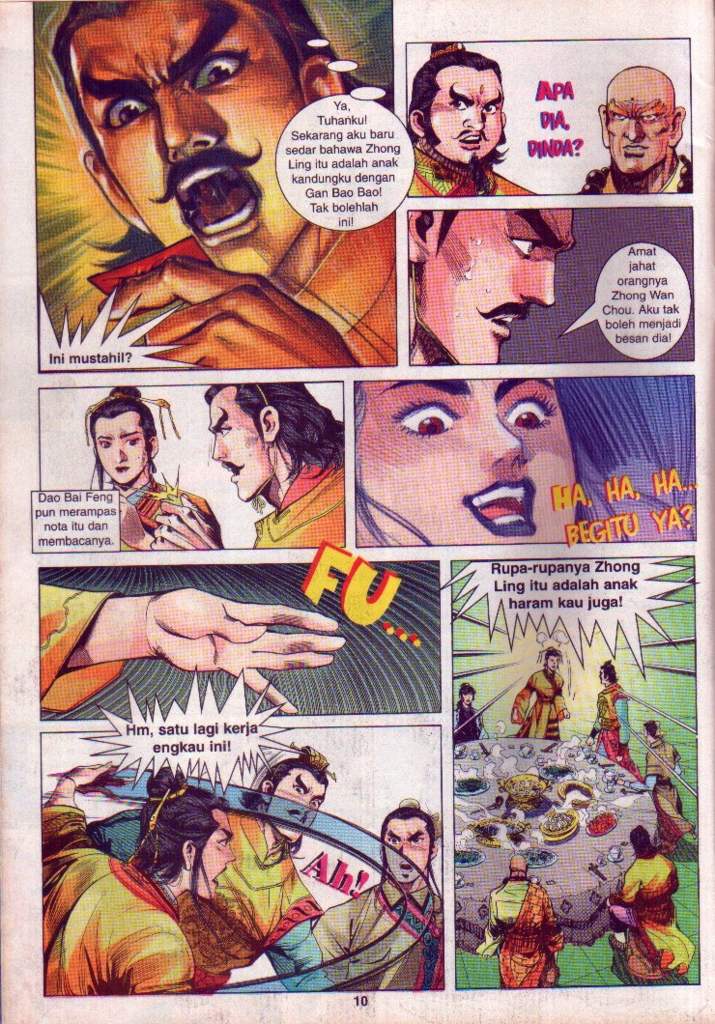 Ya,
Tuhanku!
Sekarang aku baru
sedar bahawa Zhong
Ling itu adalah anak
kandungku dengan
Gan Bao Bao!
Tak bolehlah
ini!
Ini mustahil?
APA
DIA,
DINDA?
Amat
jahat
orangnya
Zhong Wan
Chou. Aku tak
boleh menjadi
besan dia!
Dao Bai Feng
pun merampas
nota itu dan
membacanya.
HA, HA, HA...
BEGITU YA?
FU...
Rupa-rupanya Zhong
Ling itu adalah anak
haram kau juga!
Hm, satu lagi kerja
engkau ini!
Ah!
10